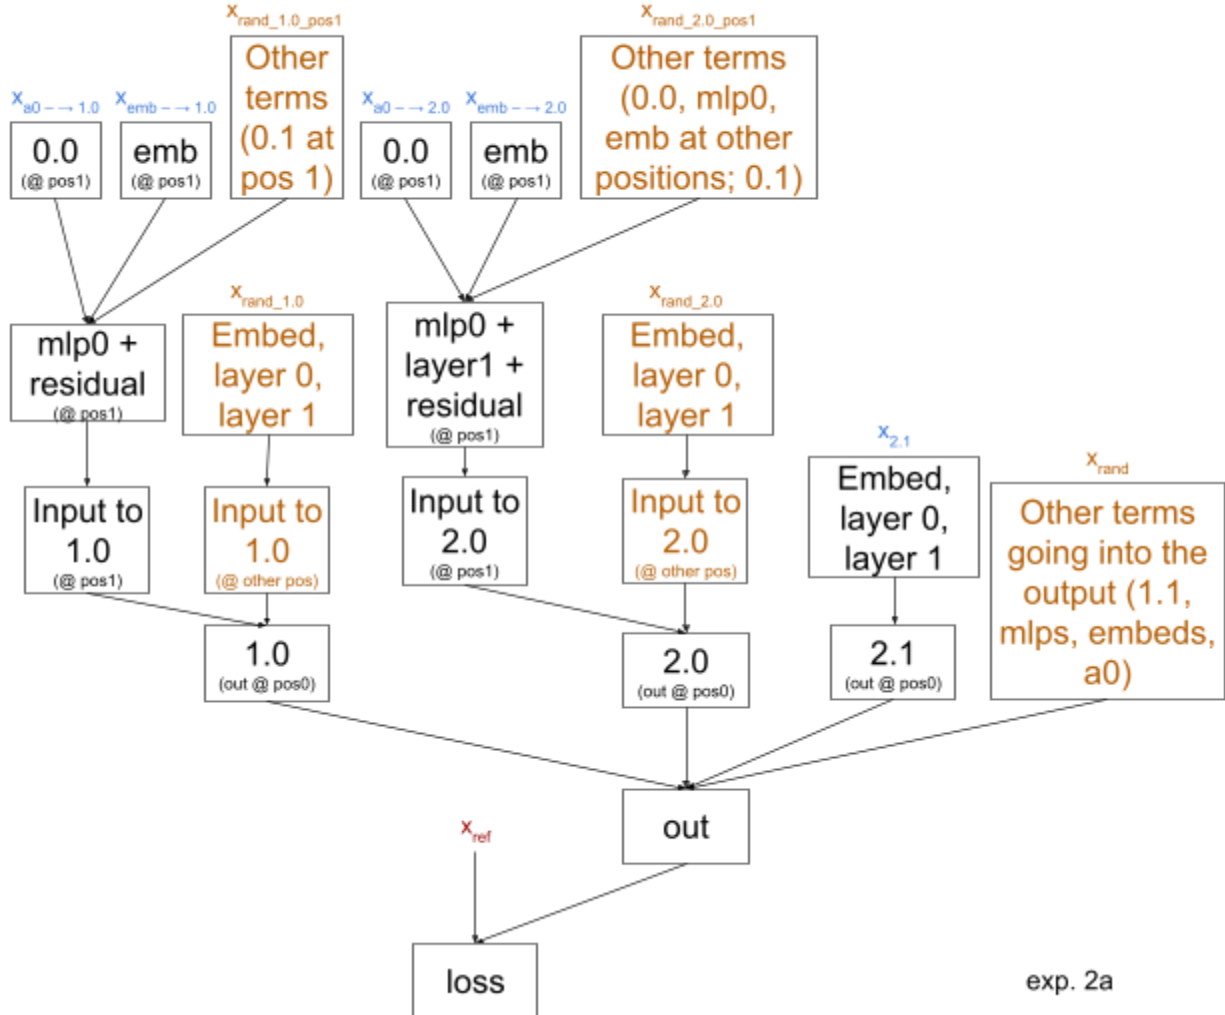 x_rand_1.0_pos1
x_rand_2.0_pos1
Other
terms
(0.1 at
pos 1)
Other terms
(0.0, mlp0,
emb at other
positions; 0.1)
x_a0 – → 1.0
x_emb – → 1.0
x_a0 – → 2.0
x_emb – → 2.0
0.0
(@ pos1)
emb
(@ pos1)
0.0
(@ pos1)
emb
(@ pos1)
x_rand_1.0
x_rand_2.0
mlp0 +
residual
(@ pos1)
Embed,
layer 0,
layer 1
mlp0 +
layer1 +
residual
(@ pos1)
Embed,
layer 0,
layer 1
x_2.1
x_rand
Input to
1.0
(@ pos1)
Input to
1.0
(@ other pos)
Input to
2.0
(@ pos1)
Input to
2.0
(@ other pos)
Embed,
layer 0,
layer 1
Other terms
going into the
output (1.1,
mlps, embeds,
a0)
1.0
(out @ pos0)
2.0
(out @ pos0)
2.1
(out @ pos0)
out
x_ref
loss
exp. 2a